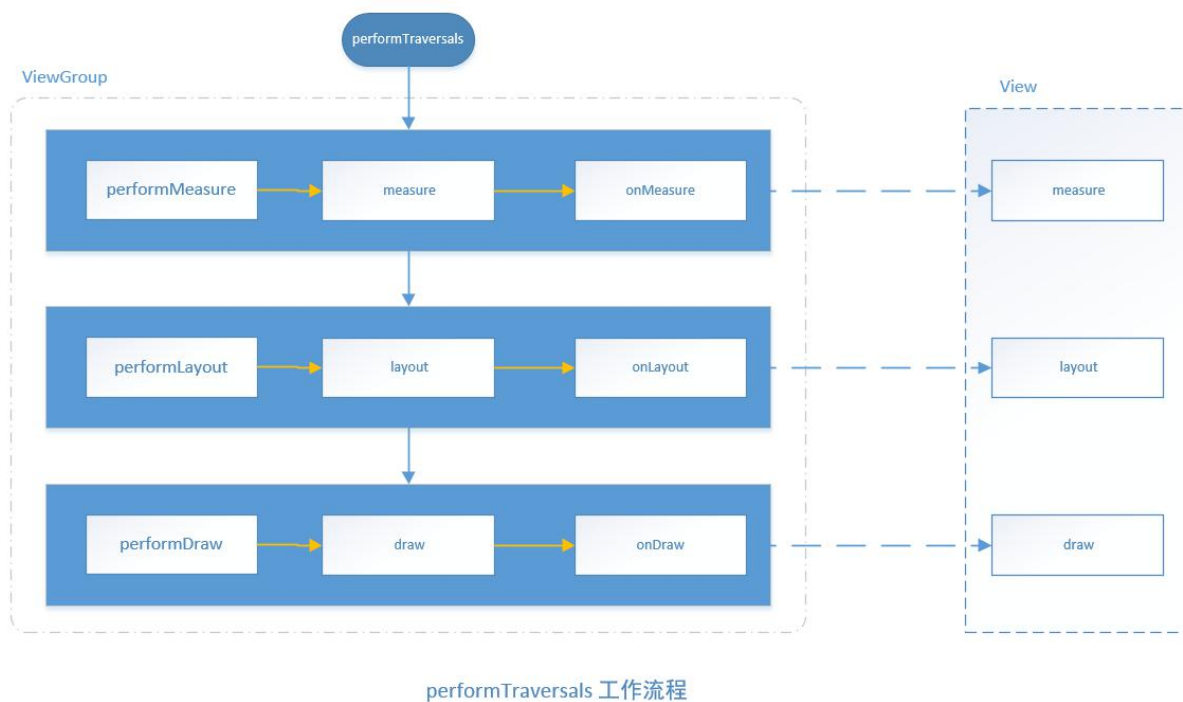 performTraversals
ViewGroup
View
performMeasure
measure
onMeasure
measure
performLayout
layout
onLayout
layout
performDraw
draw
onDraw
draw
performTraversals 工作流程